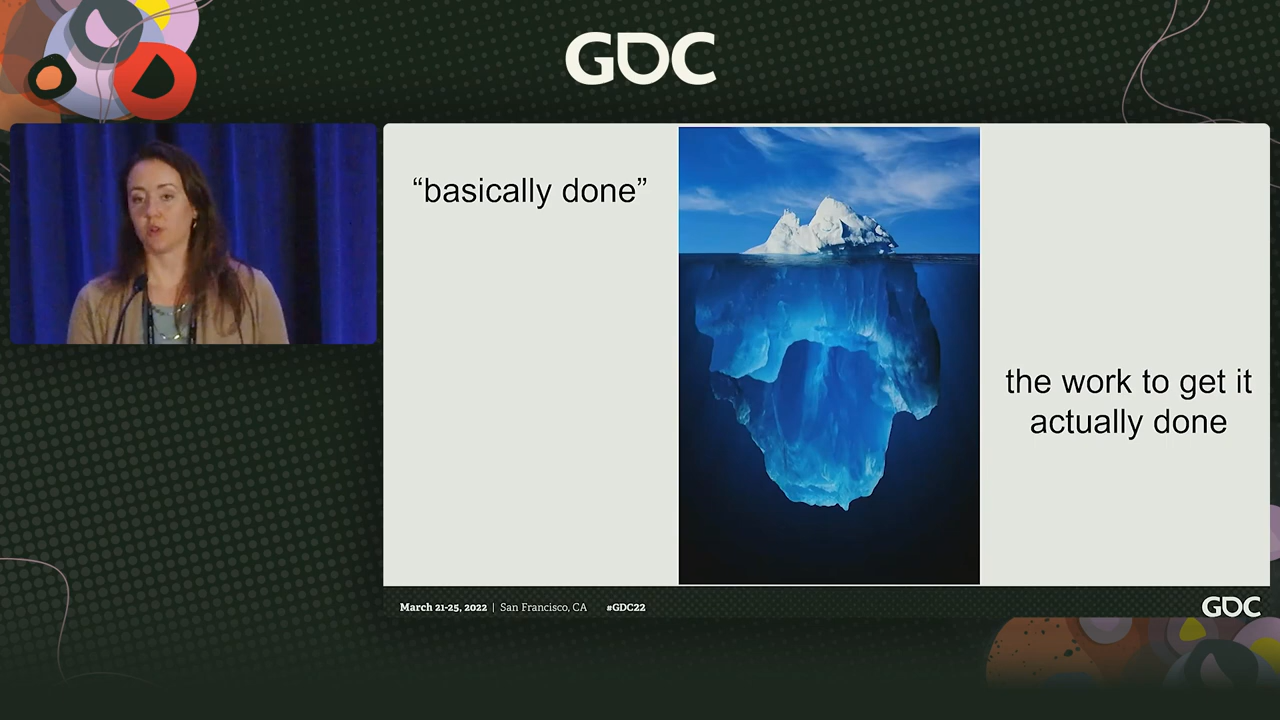 GDC
“basically done”
the work to get it
actually done
March 21-25, 2022 | San Francisco, CA #GDC22
GDC